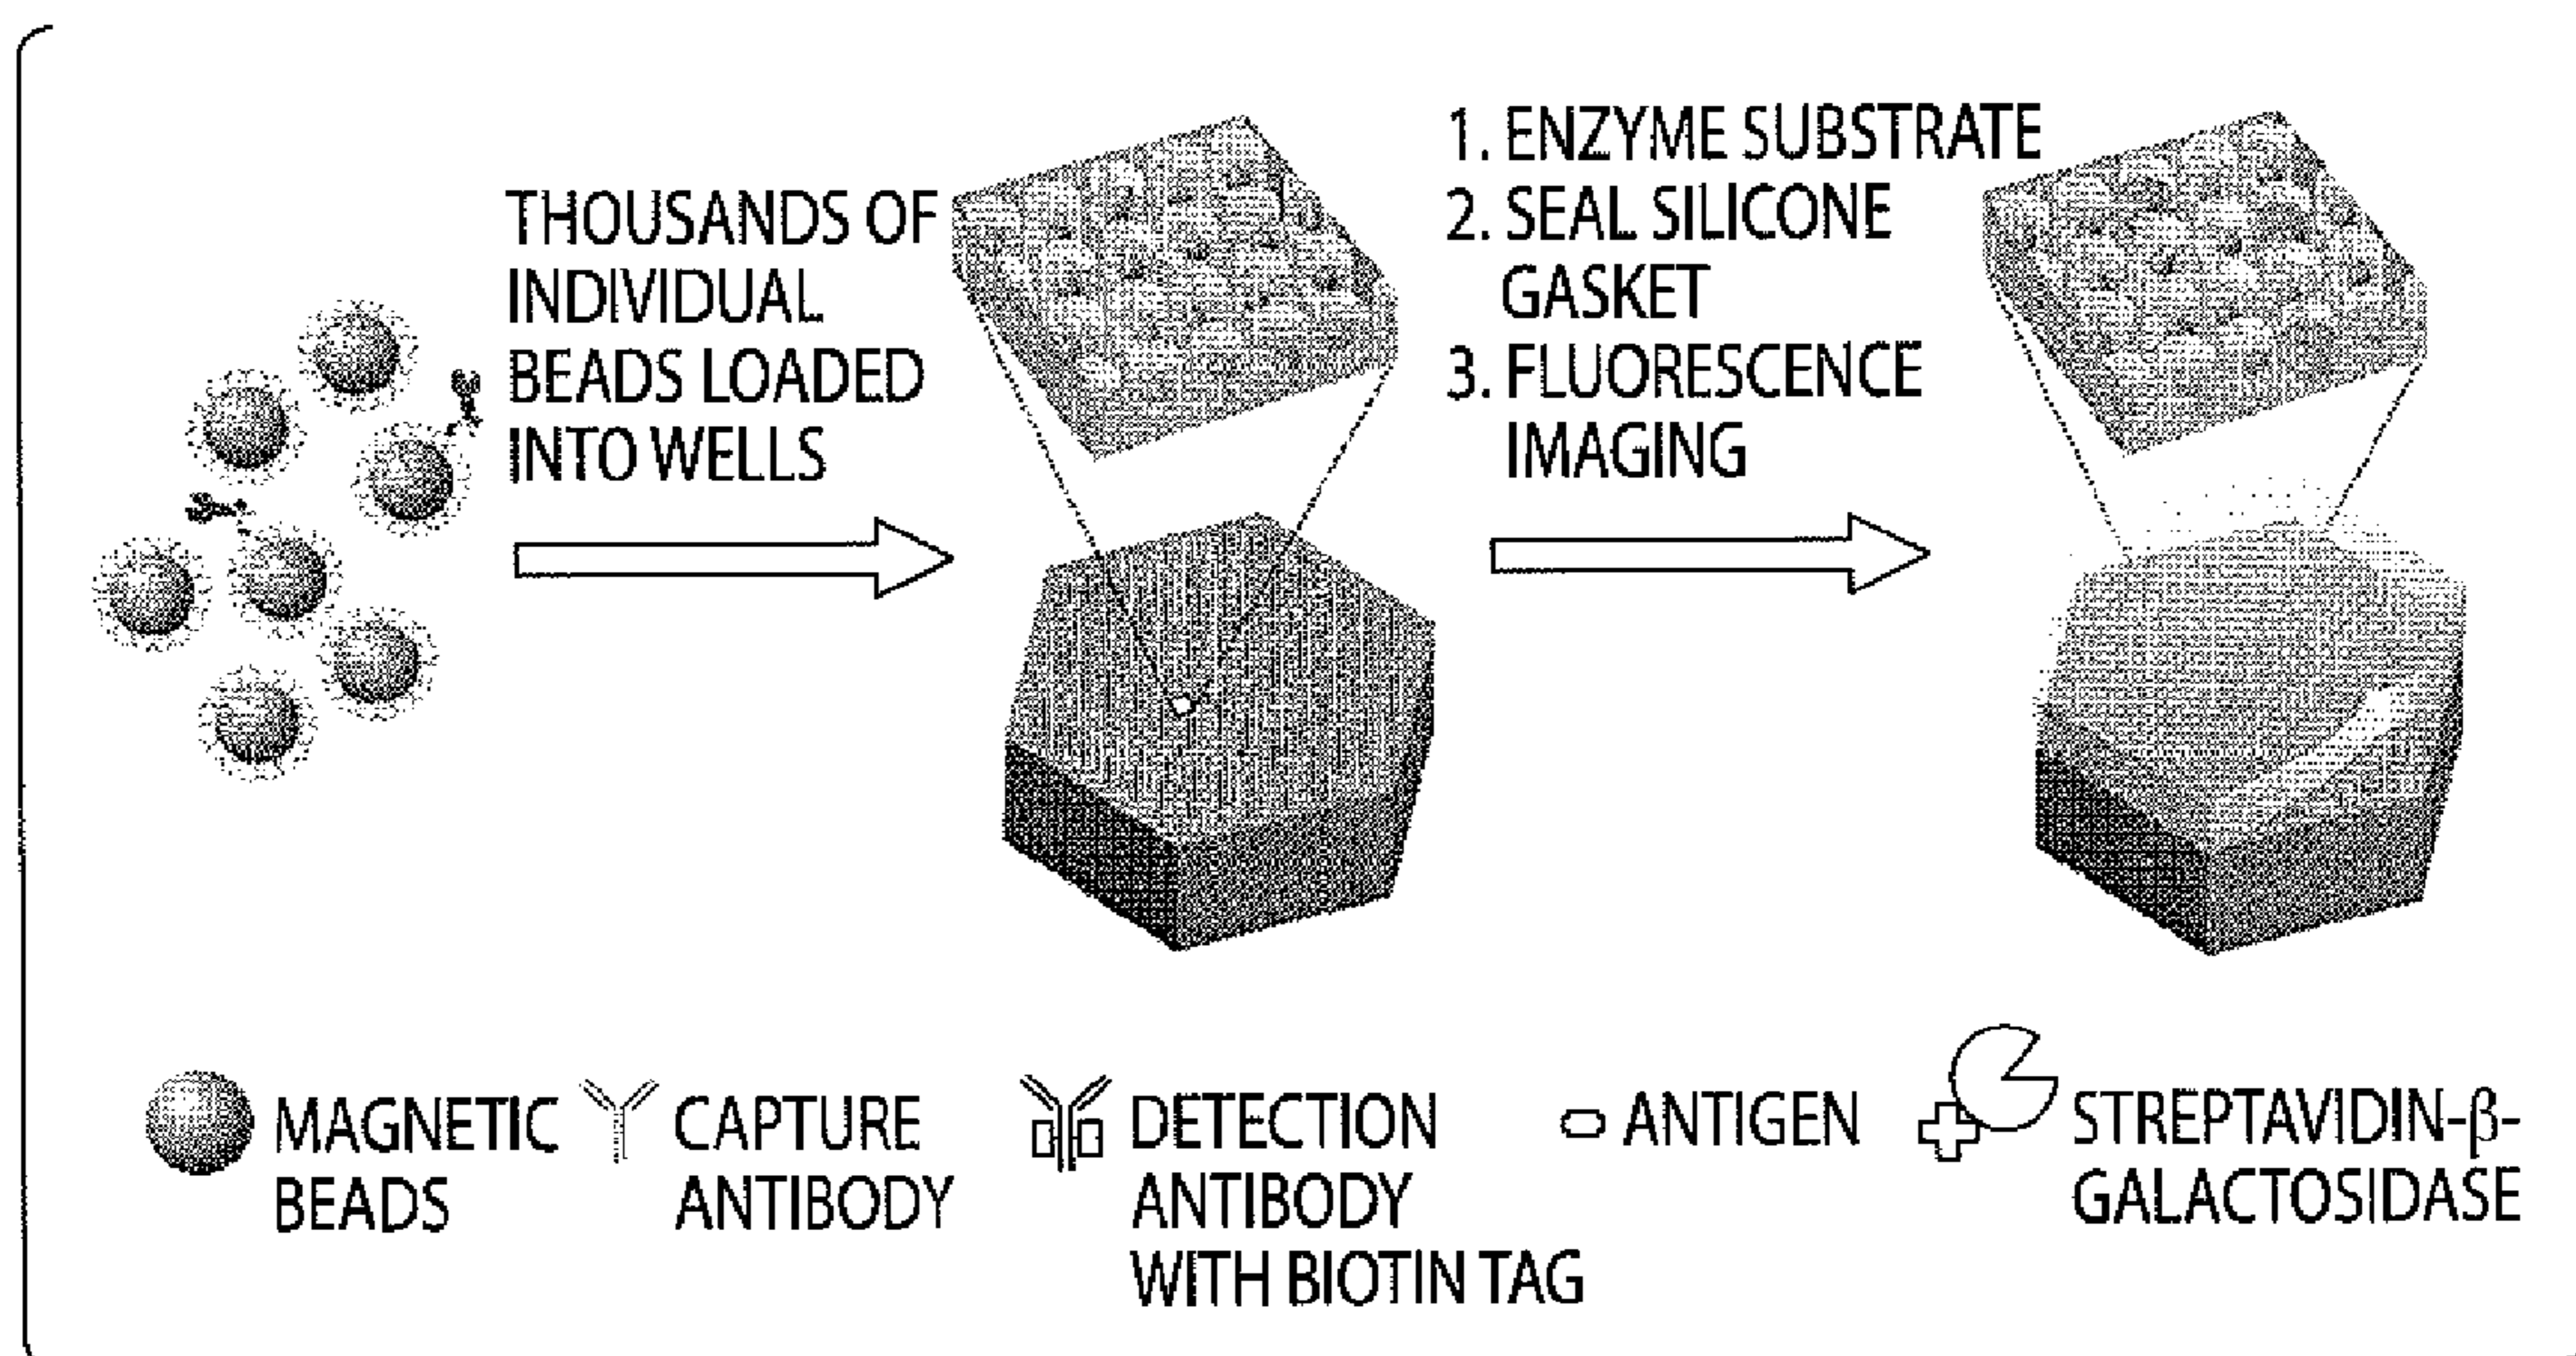 THOUSANDS OF
INDIVIDUAL
BEADS LOADED
INTO WELLS
1. ENZYME SUBSTRATE
2. SEAL SILICONE
GASKET
3. FLUORESCENCE
IMAGING
MAGNETIC
BEADS
CAPTURE
ANTIBODY
DETECTION
ANTIBODY
WITH BIOTIN TAG
ANTIGEN
STREPTAVIDIN-β-
GALACTOSIDASE